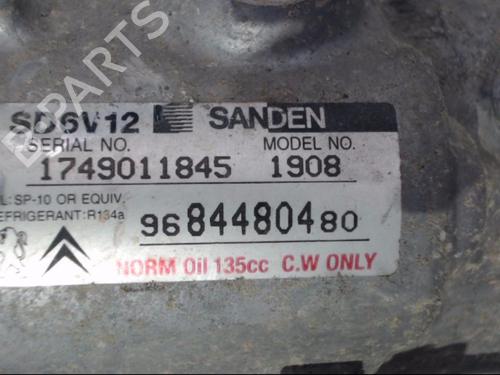 SD6V12 SANDEN
SERIAL NO. MODEL NO.
1749011845 1908
L:SP-10 OR EQUIV.
EFRIGERANT:R134a
9684480480
NORM Oil 135cc C.W ONLY